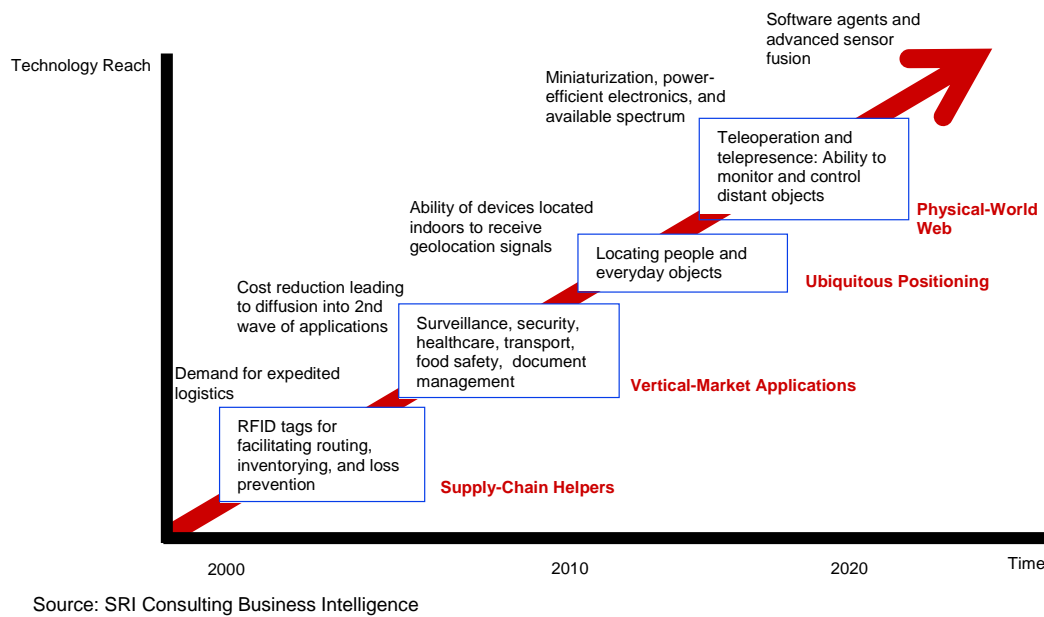 Software agents and
advanced sensor
fusion
Technology Reach
Miniaturization, power-
efficient electronics, and
available spectrum
Teleoperation and
telepresence: Ability to
monitor and control
distant objects
Physical-World
Web
Ability of devices located
indoors to receive
geolocation signals
Locating people and
everyday objects
Ubiquitous Positioning
Cost reduction leading
to diffusion into 2nd
wave of applications
Surveillance, security,
healthcare, transport,
food safety, document
management
Vertical-Market Applications
Demand for expedited
logistics
RFID tags for
facilitating routing,
inventorying, and loss
prevention
Supply-Chain Helpers
2000
2010
2020
Time
Source: SRI Consulting Business Intelligence